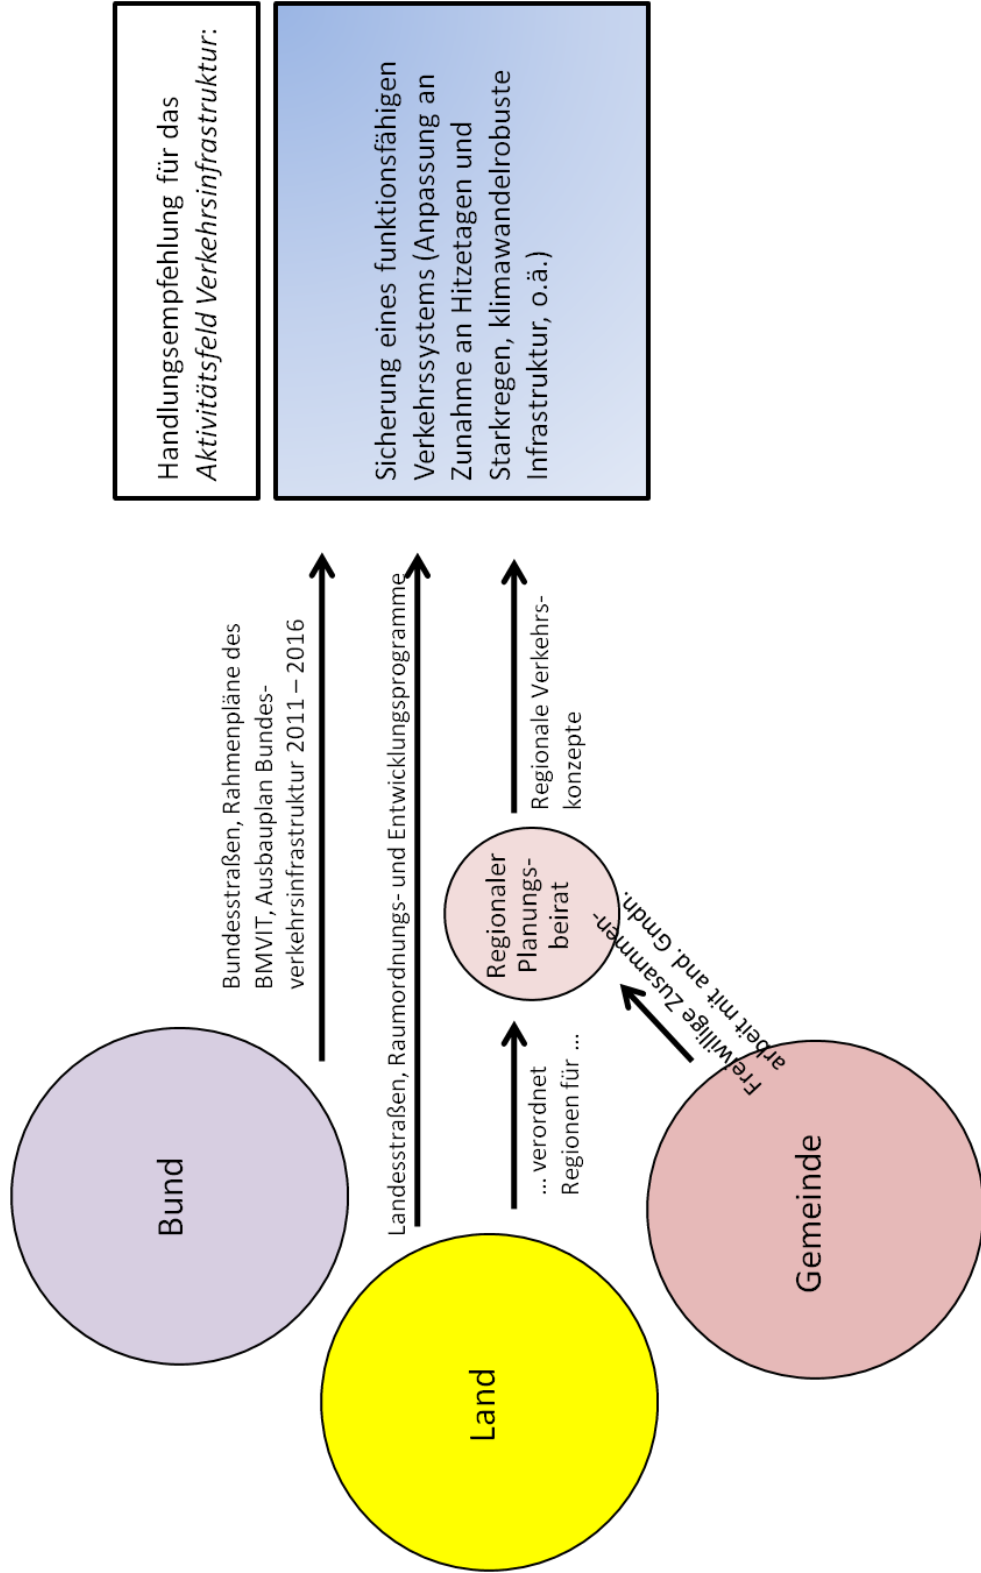 Handlungsempfehlung für das
Aktivitätsfeld Verkehrsinfrastruktur:
Bund
Bundesstraßen, Rahmenpläne des
BMVIT, Ausbauplan Bundes-
verkehrsinfrastruktur 2011 – 2016
Sicherung eines funktionsfähigen
Verkehrssystems (Anpassung an
Zunahme an Hitzetagen und
Starkregen, klimawandelrobuste
Infrastruktur, o.ä.)
Land
Landesstraßen, Raumordnungs- und Entwicklungsprogramme
... verordnet
Regionen für ...
Regionaler
Planungs-
beirat
Regionale Verkehrs-
konzepte
Freiwillige Zusammen-
arbeit mit and. Gmdn.
Gemeinde